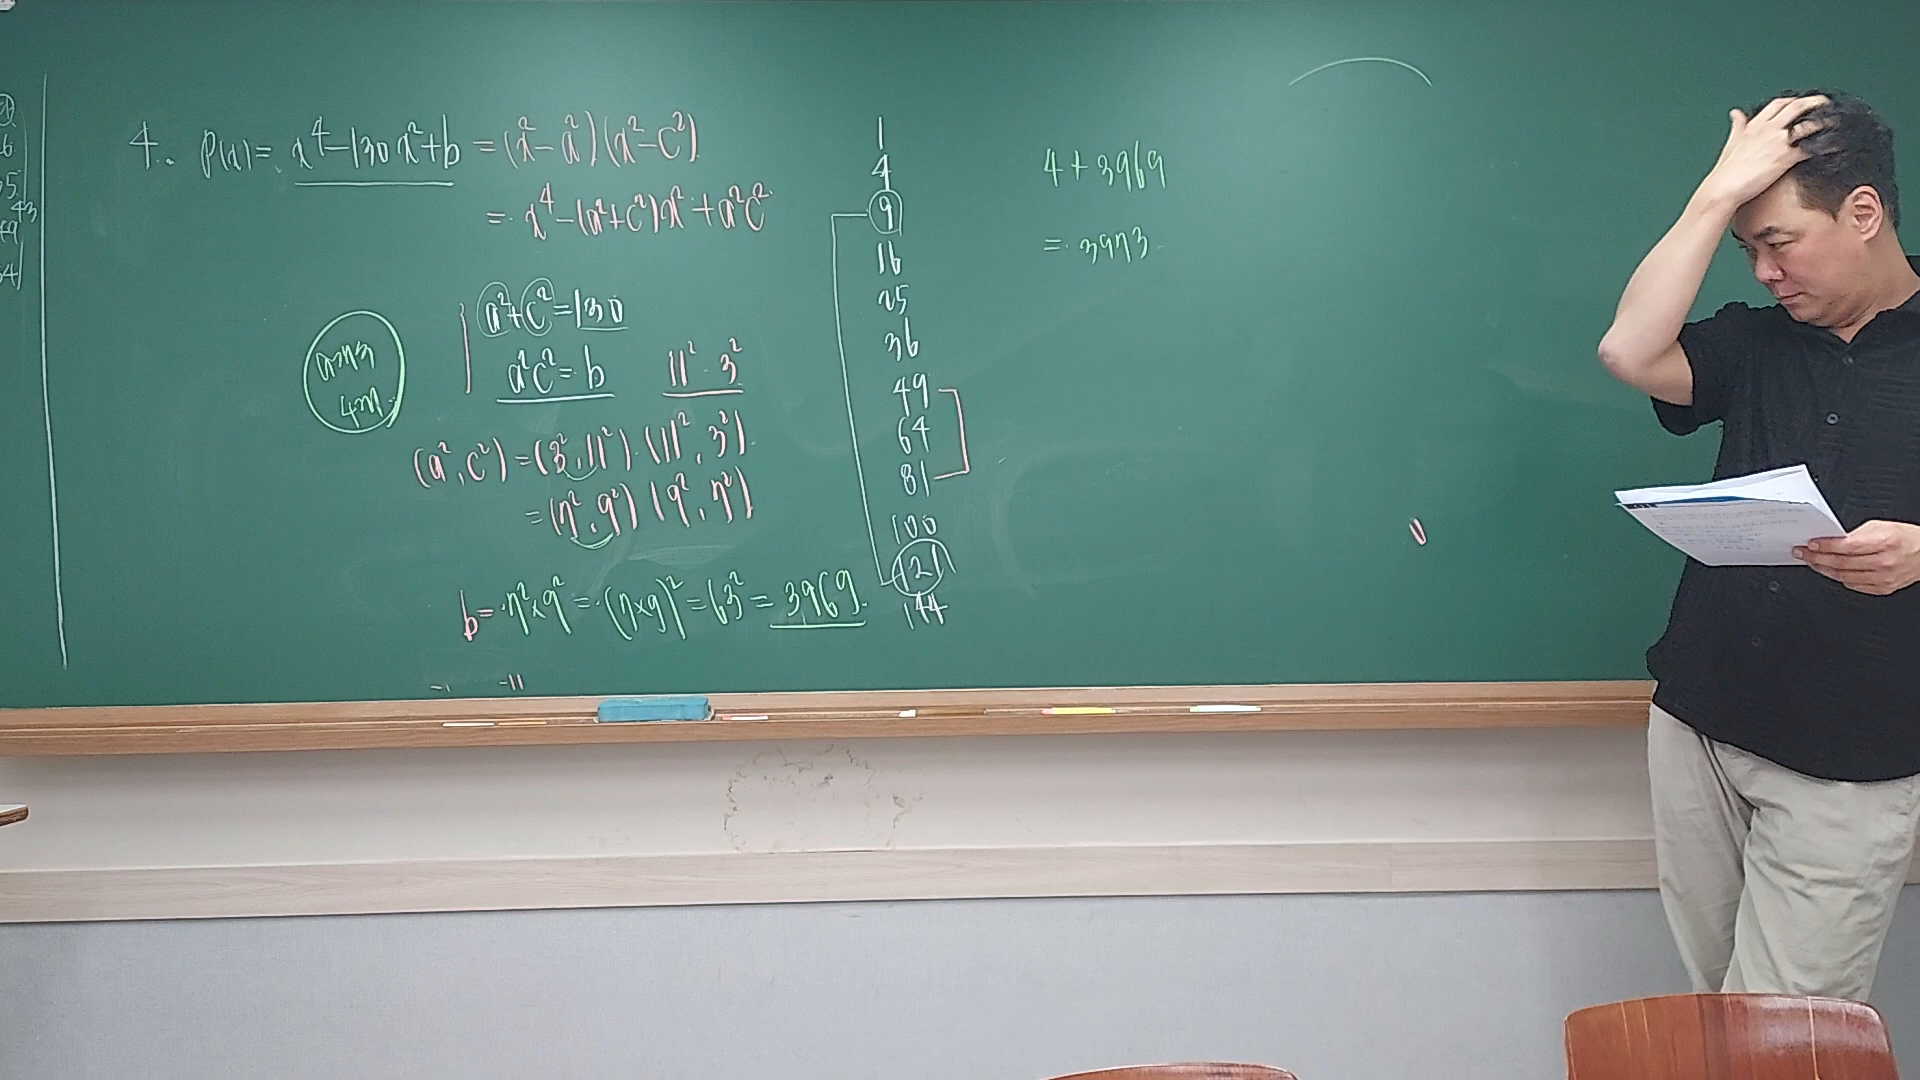 4. P(x) = x⁴-130x²+b = (x²-a²)(x²-c²)
= x⁴-(a²+c²)x²+a²c²
a²+c²=130
a²c²=b
11² 3²
(a²,c²)=(3²,11²).(11²,3²)
=(7²,9²)(9²,7²)
b=7²×9²=(7×9)²=63²=3969
1
4
9
16
25
36
49
64
81
100
121
144
4+3969
=3973